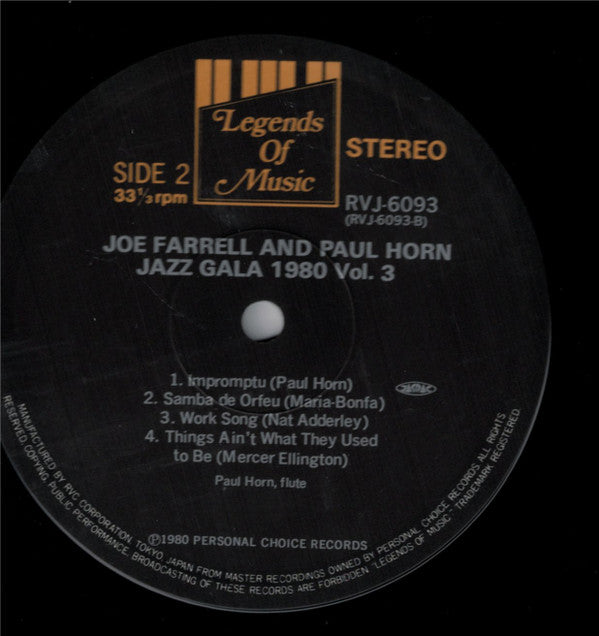 Legends
Of
Music
SIDE 2
33⅓rpm
STEREO
RVJ-6093
(RVJ-6093-B)
JOE FARRELL AND PAUL HORN
JAZZ GALA 1980 Vol. 3
1. Impromptu (Paul Horn)
2. Samba de Orfeu (Maria-Bonfa)
3. Work Song (Nat Adderley)
4. Things Ain't What They Used
to Be (Mercer Ellington)
Paul Horn, flute
JASRAC
Ⓟ1980 PERSONAL CHOICE RECORDS
MANUFACTURED BY RVC CORPORATION, TOKYO, JAPAN FROM MASTER RECORDINGS OWNED BY PERSONAL CHOICE RECORDS ALL RIGHTS
RESERVED. COPYING, PUBLIC PERFORMANCE, BROADCASTING OF THESE RECORDS ARE FORBIDDEN. "LEGENDS OF MUSIC"- TRADEMARK REGISTERED.